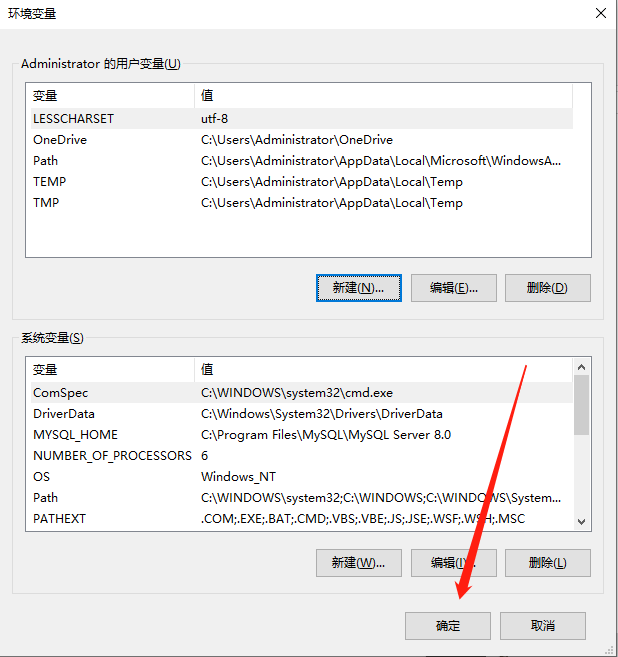 环境变量
Administrator 的用户变量(U)
变量 值
LESSCHARSET utf-8
OneDrive C:\Users\Administrator\OneDrive
Path C:\Users\Administrator\AppData\Local\Microsoft\WindowsA...
TEMP C:\Users\Administrator\AppData\Local\Temp
TMP C:\Users\Administrator\AppData\Local\Temp
新建(N)... 编辑(E)... 删除(D)
系统变量(S)
变量 值
ComSpec C:\WINDOWS\system32\cmd.exe
DriverData C:\Windows\System32\Drivers\DriverData
MYSQL_HOME C:\Program Files\MySQL\MySQL Server 8.0
NUMBER_OF_PROCESSORS 6
OS Windows_NT
Path C:\WINDOWS\system32;C:\WINDOWS;C:\WINDOWS\System...
PATHEXT .COM;.EXE;.BAT;.CMD;.VBS;.VBE;.JS;.JSE;.WSF;.WSH;.MSC
新建(W)... 编辑(I)... 删除(L)
确定 取消